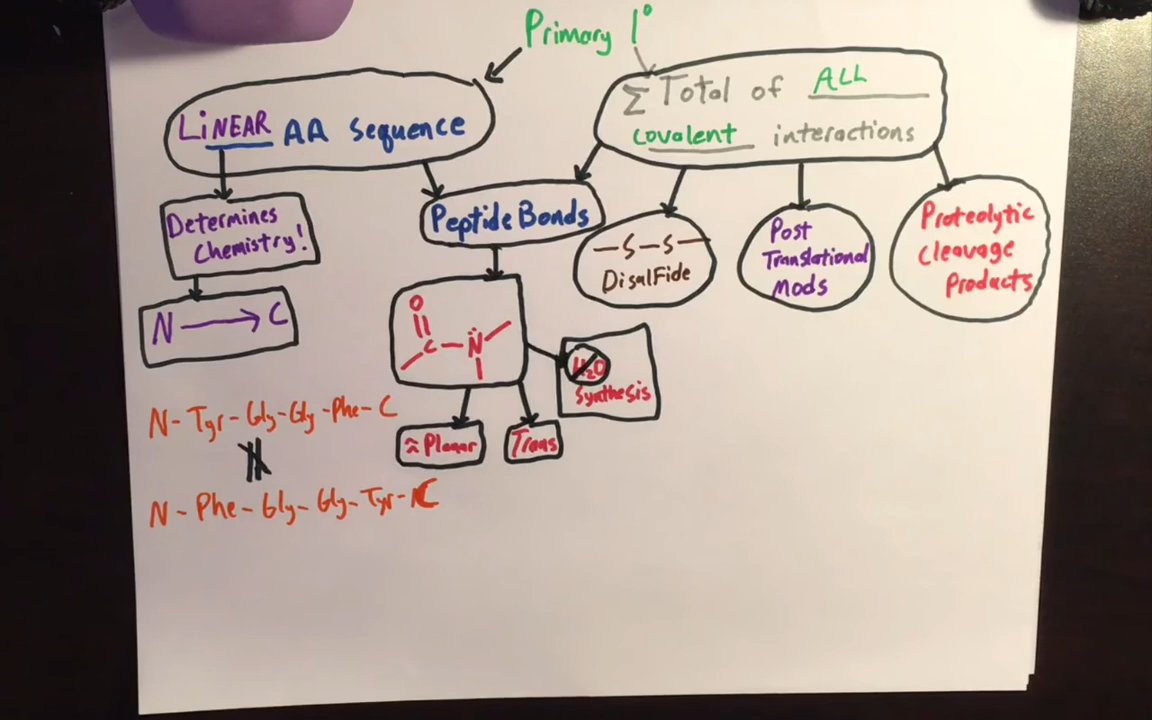 Primary 1°
LiNEAR AA sequence
Σ Total of ALL
covalent interactions
Determines
Chemistry!
N → C
Peptide Bonds
-S-S-
DisalFide
Post
Translational
Mods
Proteolytic
Cleavage
Products
O
C-N
H₂O
Synthesis
≈ Planar
Trans
N-Tyr-Gly-Gly-Phe-C
N-Phe-Gly-Gly-Tyr-C